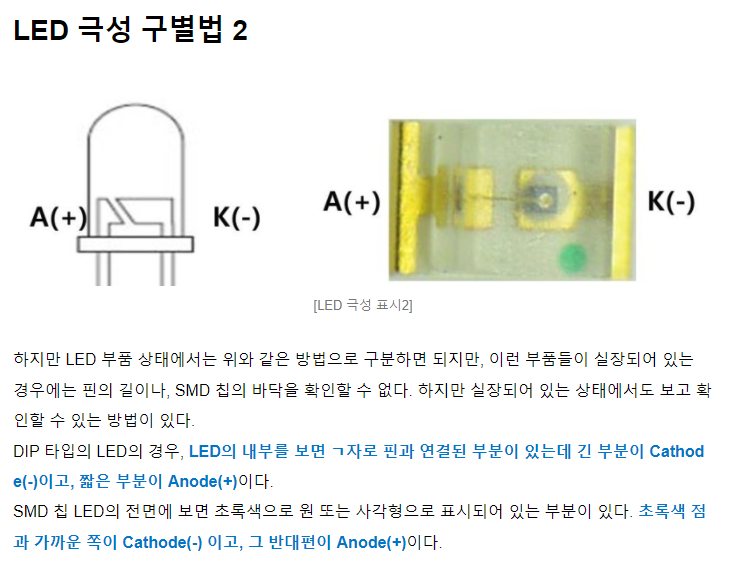 LED 극성 구별법 2
A(+) K(-) A(+) K(-)
[LED 극성 표시2]
하지만 LED 부품 상태에서는 위와 같은 방법으로 구분하면 되지만, 이런 부품들이 실장되어 있는
경우에는 핀의 길이나, SMD 칩의 바닥을 확인할 수 없다. 하지만 실장되어 있는 상태에서도 보고 확
인할 수 있는 방법이 있다.
DIP 타입의 LED의 경우, LED의 내부를 보면 ㄱ자로 핀과 연결된 부분이 있는데 긴 부분이 Cathod
e(-)이고, 짧은 부분이 Anode(+)이다.
SMD 칩 LED의 전면에 보면 초록색으로 원 또는 사각형으로 표시되어 있는 부분이 있다. 초록색 점
과 가까운 쪽이 Cathode(-) 이고, 그 반대편이 Anode(+)이다.